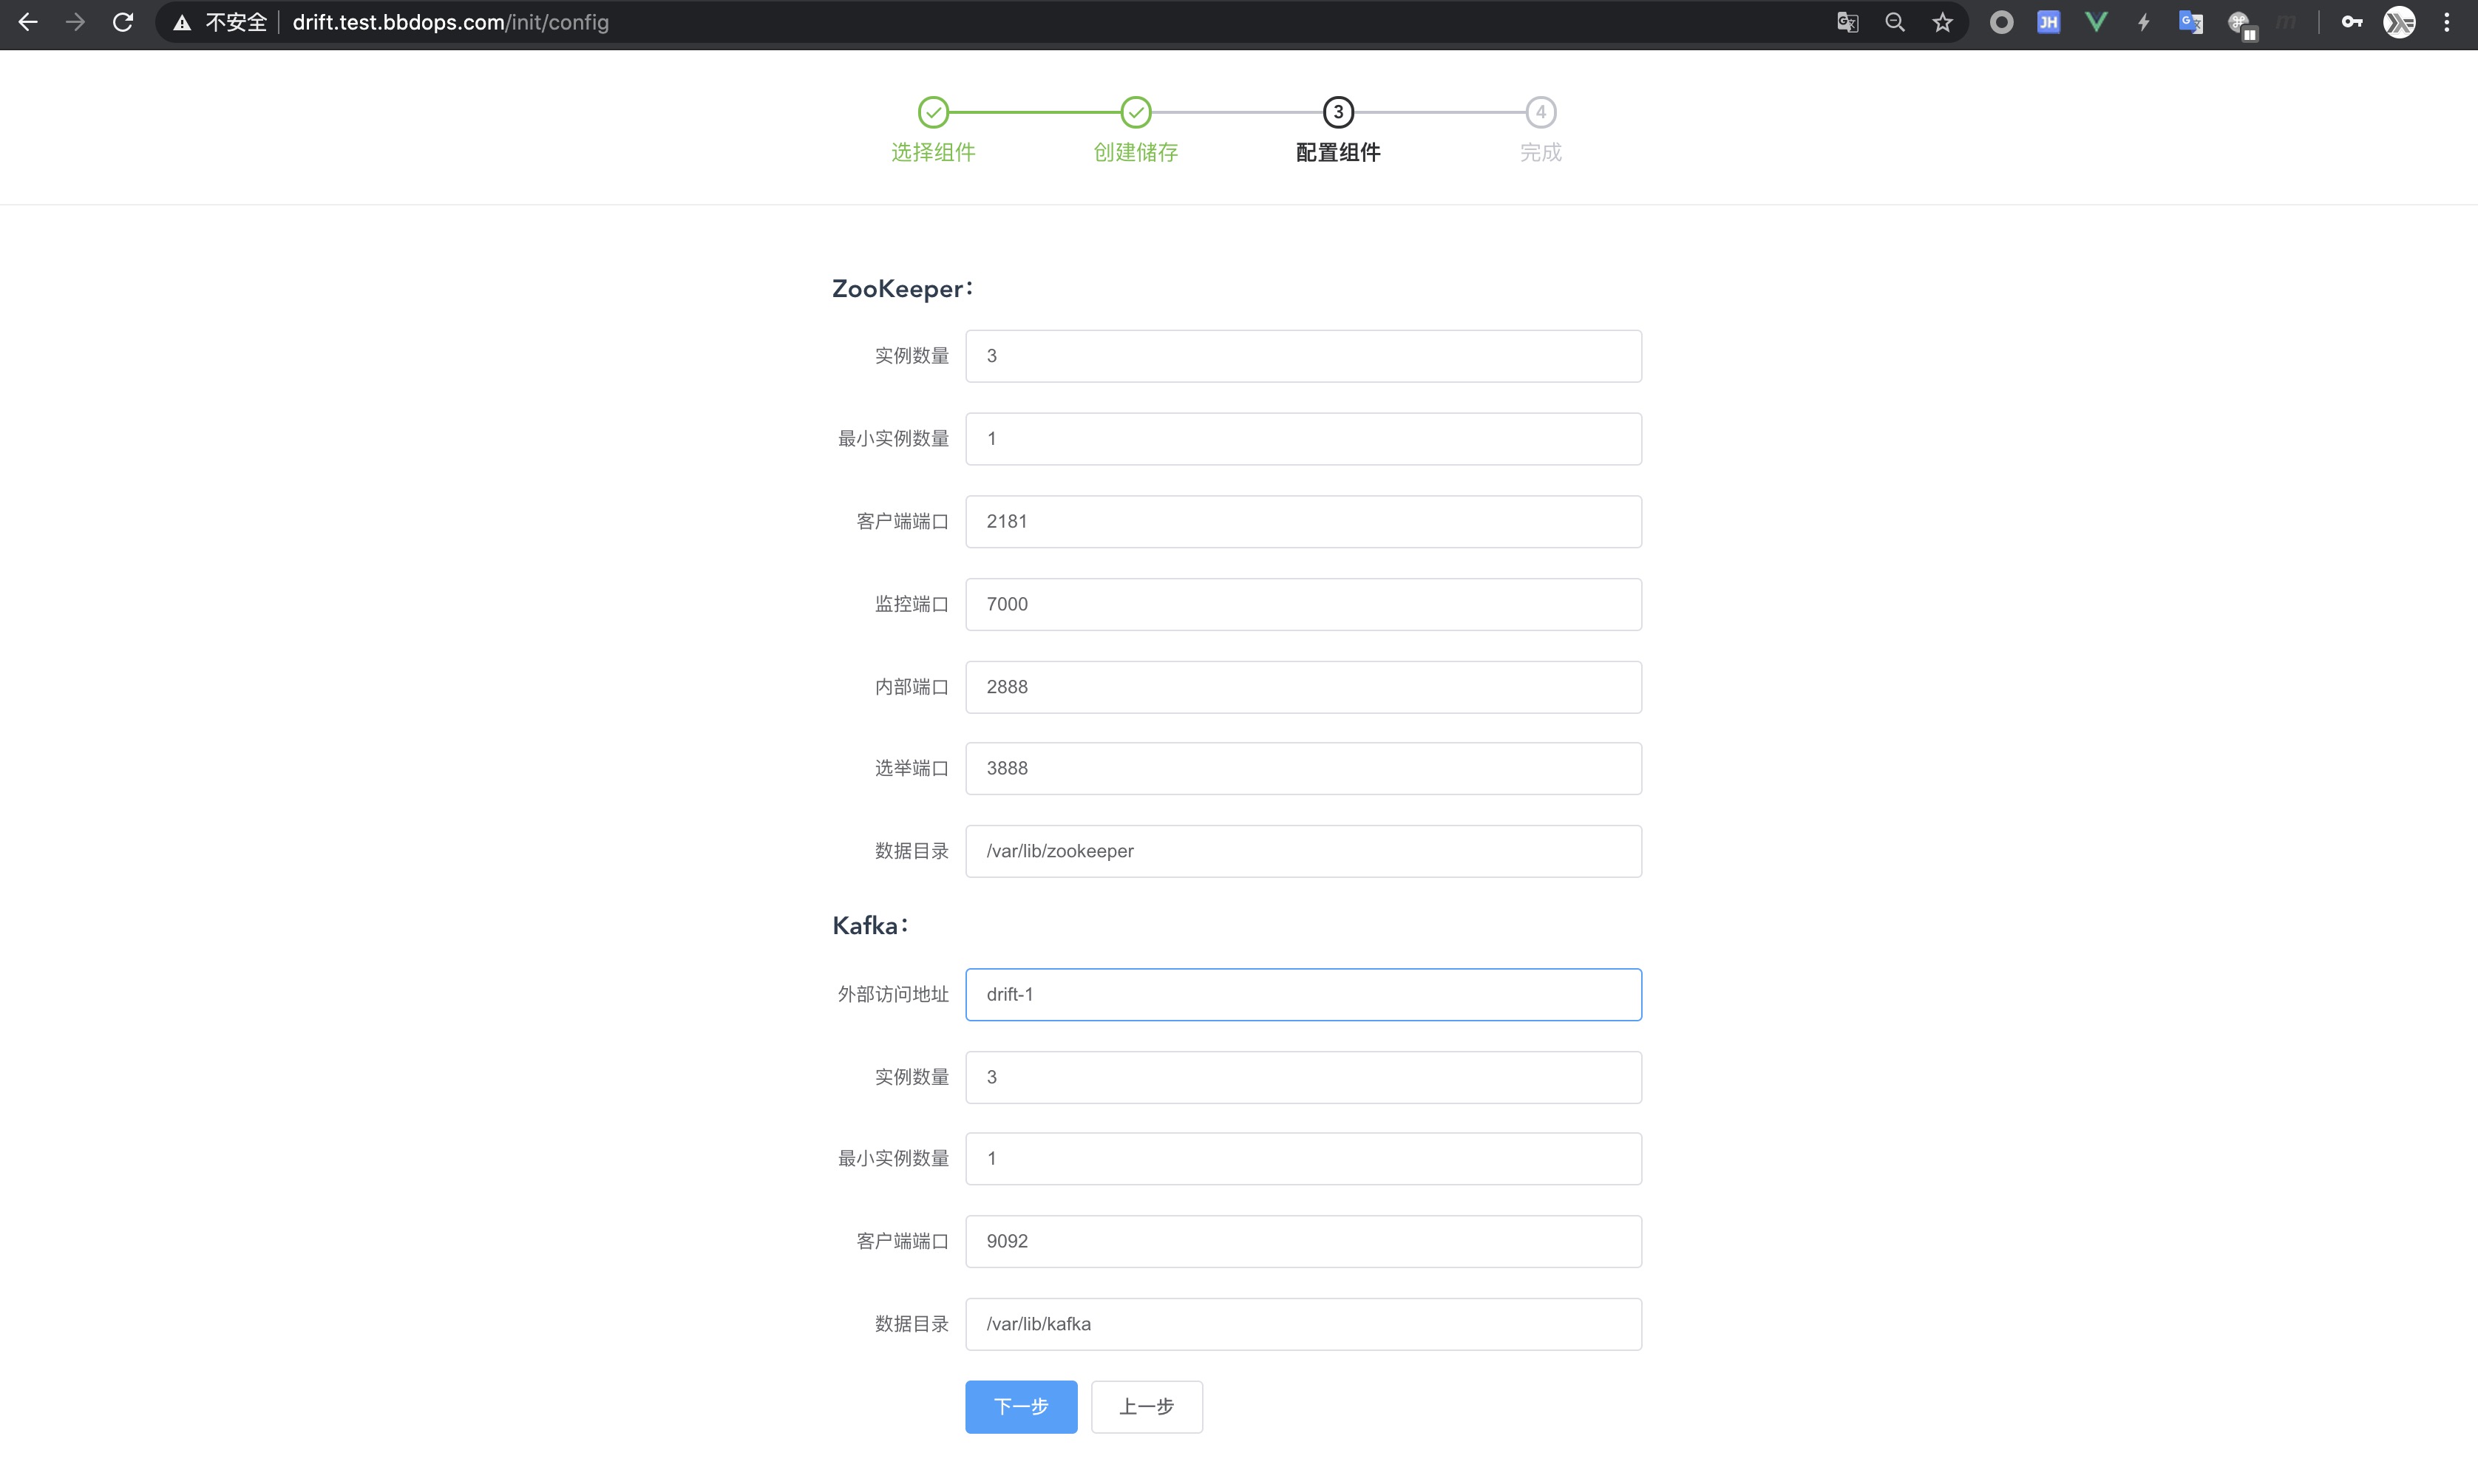 不安全 drift.test.bbdops.com/init/config
JH
3 4
选择组件 创建储存 配置组件 完成
ZooKeeper：
实例数量 3
最小实例数量 1
客户端端口 2181
监控端口 7000
内部端口 2888
选举端口 3888
数据目录 /var/lib/zookeeper
Kafka：
外部访问地址 drift-1
实例数量 3
最小实例数量 1
客户端端口 9092
数据目录 /var/lib/kafka
下一步 上一步